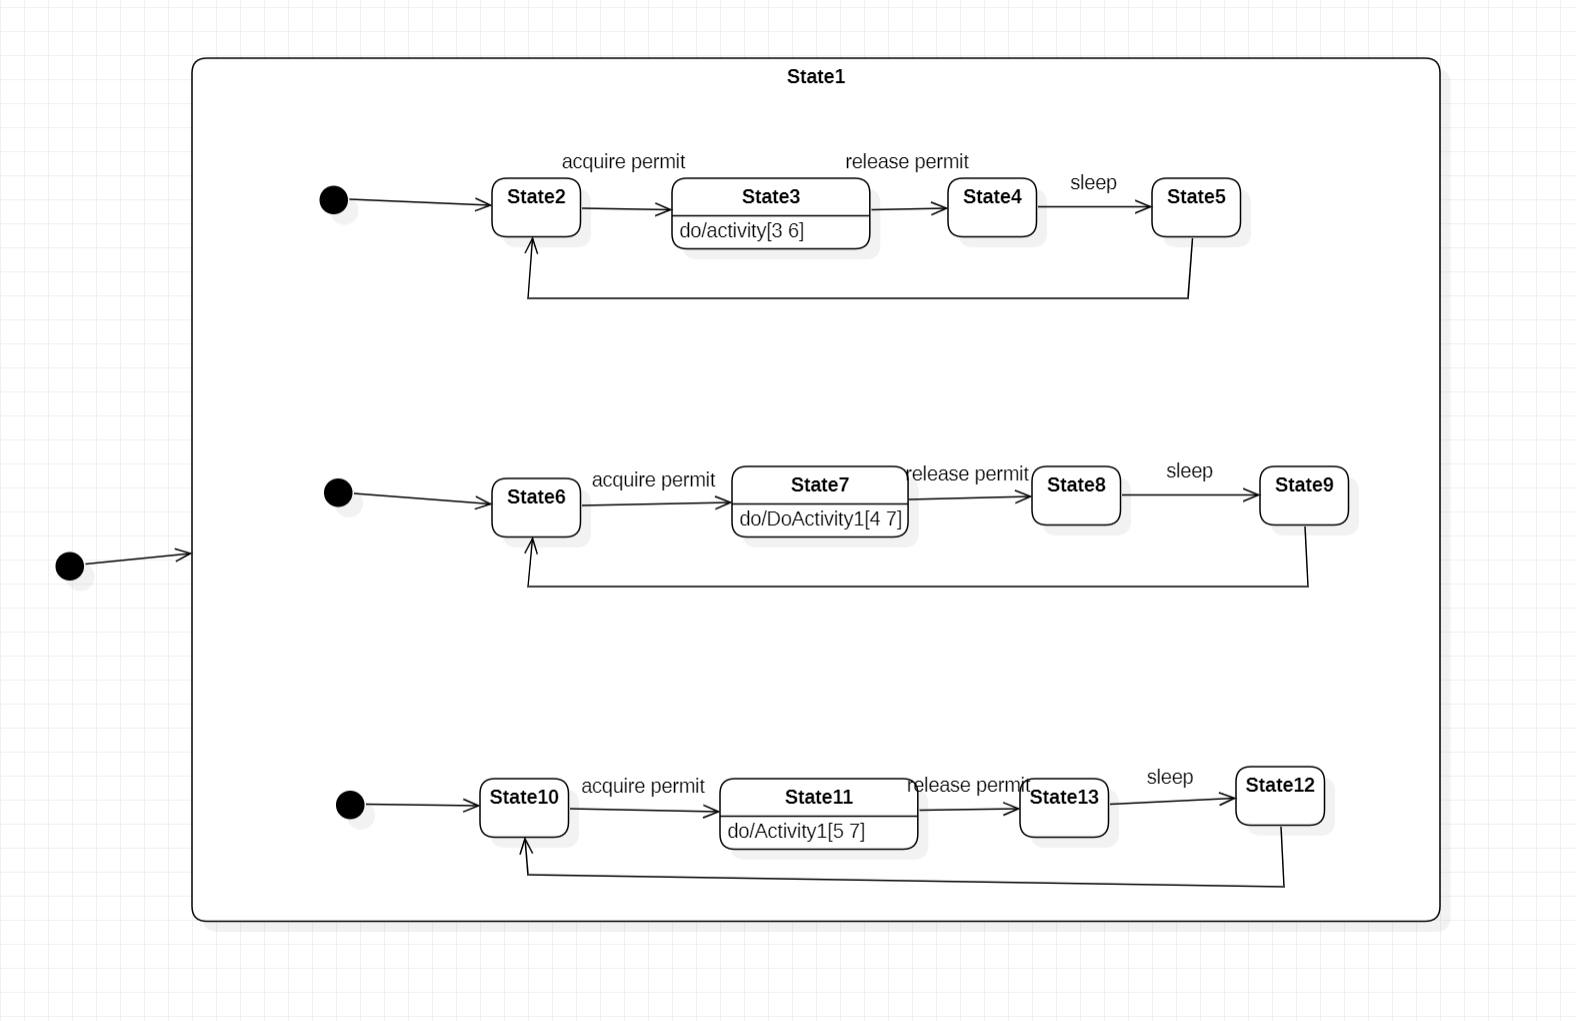 State1
acquire permit
release permit
sleep
State2
State3
State4
State5
do/activity[3 6]
acquire permit
release permit
sleep
State6
State7
State8
State9
do/DoActivity1[4 7]
acquire permit
release permit
sleep
State10
State11
State13
State12
do/Activity1[5 7]